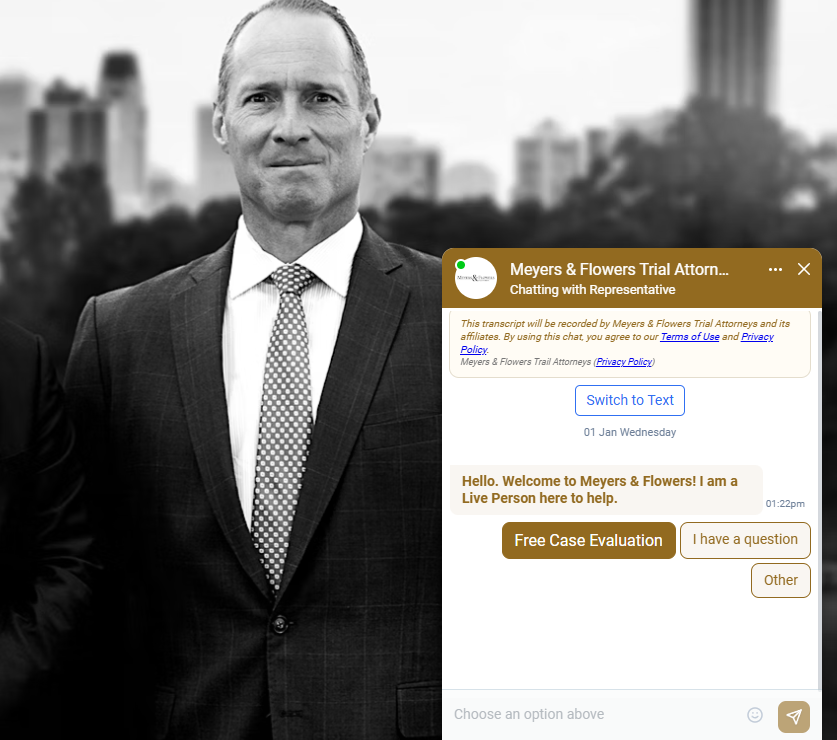 Meyers & Flowers Trial Attorn...
Chatting with Representative
This transcript will be recorded by Meyers & Flowers Trial Attorneys and its
affiliates. By using this chat, you agree to our Terms of Use and Privacy
Policy.
Meyers & Flowers Trail Attorneys (Privacy Policy)
Switch to Text
01 Jan Wednesday
Hello. Welcome to Meyers & Flowers! I am a
Live Person here to help.
01:22pm
Free Case Evaluation
I have a question
Other
Choose an option above